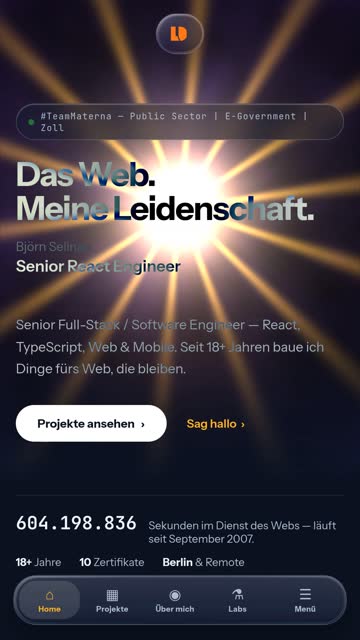 #TeamMaterna — Public Sector | E-Government |
Zoll
Das Web.
Meine Leidenschaft.
Björn Sellner
Senior React Engineer
Senior Full-Stack / Software Engineer — React,
TypeScript, Web & Mobile. Seit 18+ Jahren baue ich
Dinge fürs Web, die bleiben.
Projekte ansehen ›
Sag hallo ›
604.198.836
Sekunden im Dienst des Webs — läuft
seit September 2007.
18+ Jahre 10 Zertifikate Berlin & Remote
Home Projekte Über mich Labs Menü